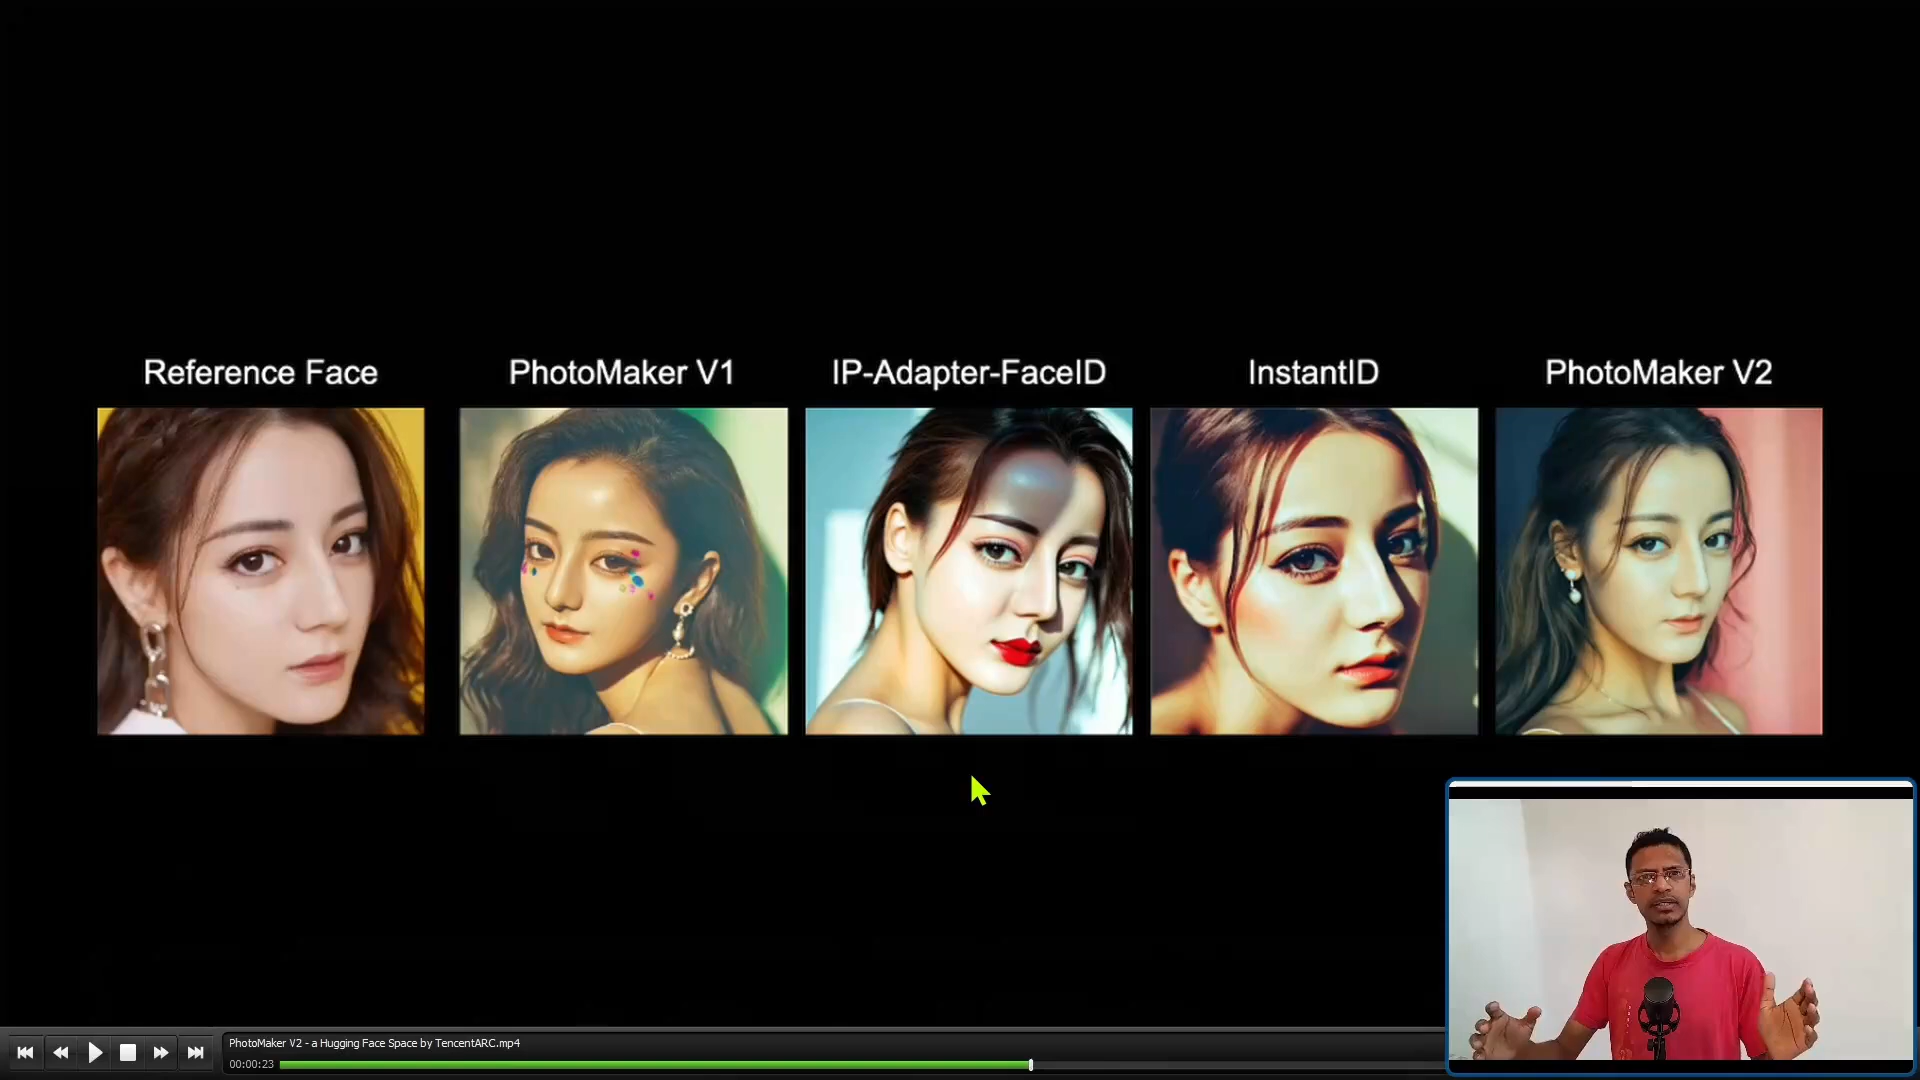 Reference Face
PhotoMaker V1
IP-Adapter-FaceID
InstantID
PhotoMaker V2
PhotoMaker V2 - a Hugging Face Space by TencentARC.mp4
00:00:23